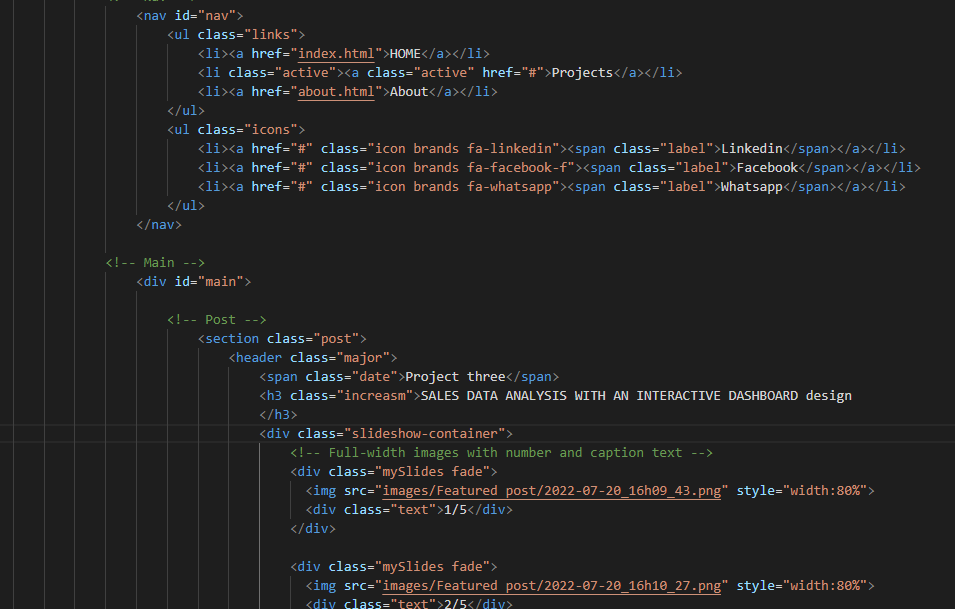 <nav id="nav">
<ul class="links">
<li><a href="index.html">HOME</a></li>
<li class="active"><a class="active" href="#">Projects</a></li>
<li><a href="about.html">About</a></li>
</ul>
<ul class="icons">
<li><a href="#" class="icon brands fa-linkedin"><span class="label">Linkedin</span></a></li>
<li><a href="#" class="icon brands fa-facebook-f"><span class="label">Facebook</span></a></li>
<li><a href="#" class="icon brands fa-whatsapp"><span class="label">Whatsapp</span></a></li>
</ul>
</nav>
<!-- Main -->
<div id="main">
<!-- Post -->
<section class="post">
<header class="major">
<span class="date">Project three</span>
<h3 class="increasm">SALES DATA ANALYSIS WITH AN INTERACTIVE DASHBOARD design
</h3>
<div class="slideshow-container">
<!-- Full-width images with number and caption text -->
<div class="mySlides fade">
<img src="images/Featured post/2022-07-20_16h09_43.png" style="width:80%">
<div class="text">1/5</div>
</div>
<div class="mySlides fade">
<img src="images/Featured post/2022-07-20_16h10_27.png" style="width:80%">
<div class="text">2/5</div>